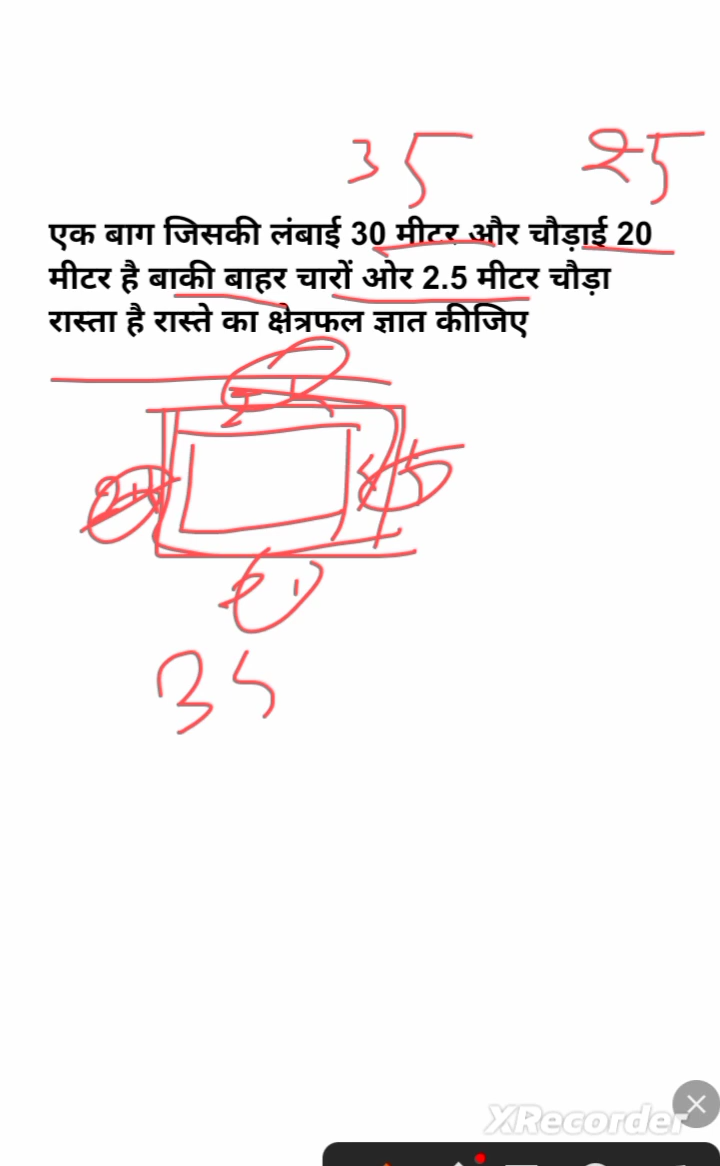 35 25
एक बाग जिसकी लंबाई 30 मीटर और चौड़ाई 20
मीटर है बाकी बाहर चारों ओर 2.5 मीटर चौड़ा
रास्ता है रास्ते का क्षेत्रफल ज्ञात कीजिए
35
XRecorder